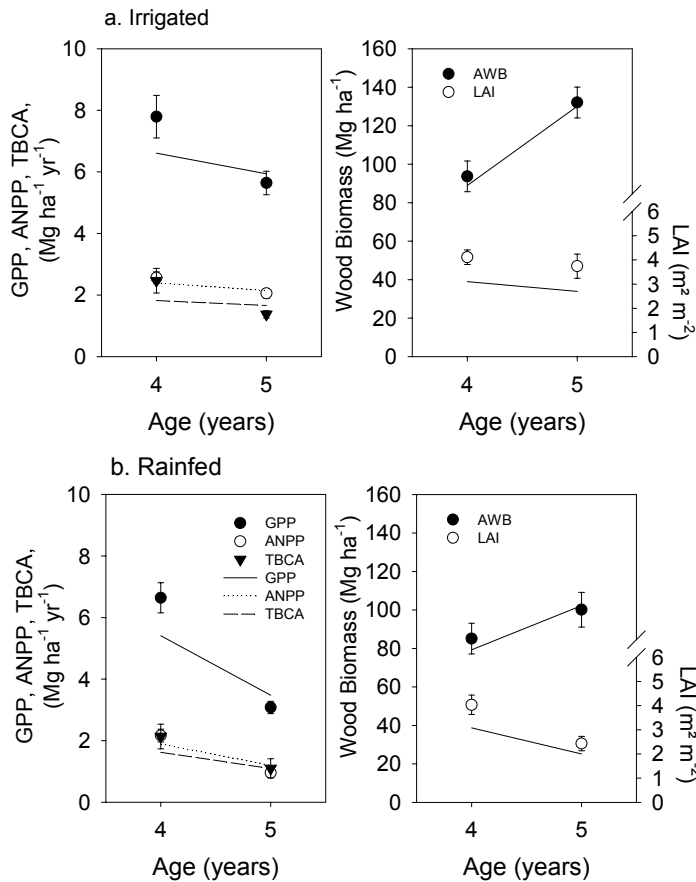 a. Irrigated
GPP, ANPP, TBCA,
(Mg ha⁻¹ yr⁻¹)
10
8
6
4
2
0
4 5
Age (years)
Wood Biomass (Mg ha⁻¹)
160
140
120
100
80
60
40
20
0
AWB
LAI
4 5
Age (years)
6
5
4
3
2
1
0
LAI (m² m⁻²)
b. Rainfed
GPP, ANPP, TBCA,
(Mg ha⁻¹ yr⁻¹)
10
8
6
4
2
0
GPP
ANPP
TBCA
GPP
ANPP
TBCA
4 5
Age (years)
Wood Biomass (Mg ha⁻¹)
160
140
120
100
80
60
40
20
0
AWB
LAI
4 5
Age (years)
6
5
4
3
2
1
0
LAI (m² m⁻²)